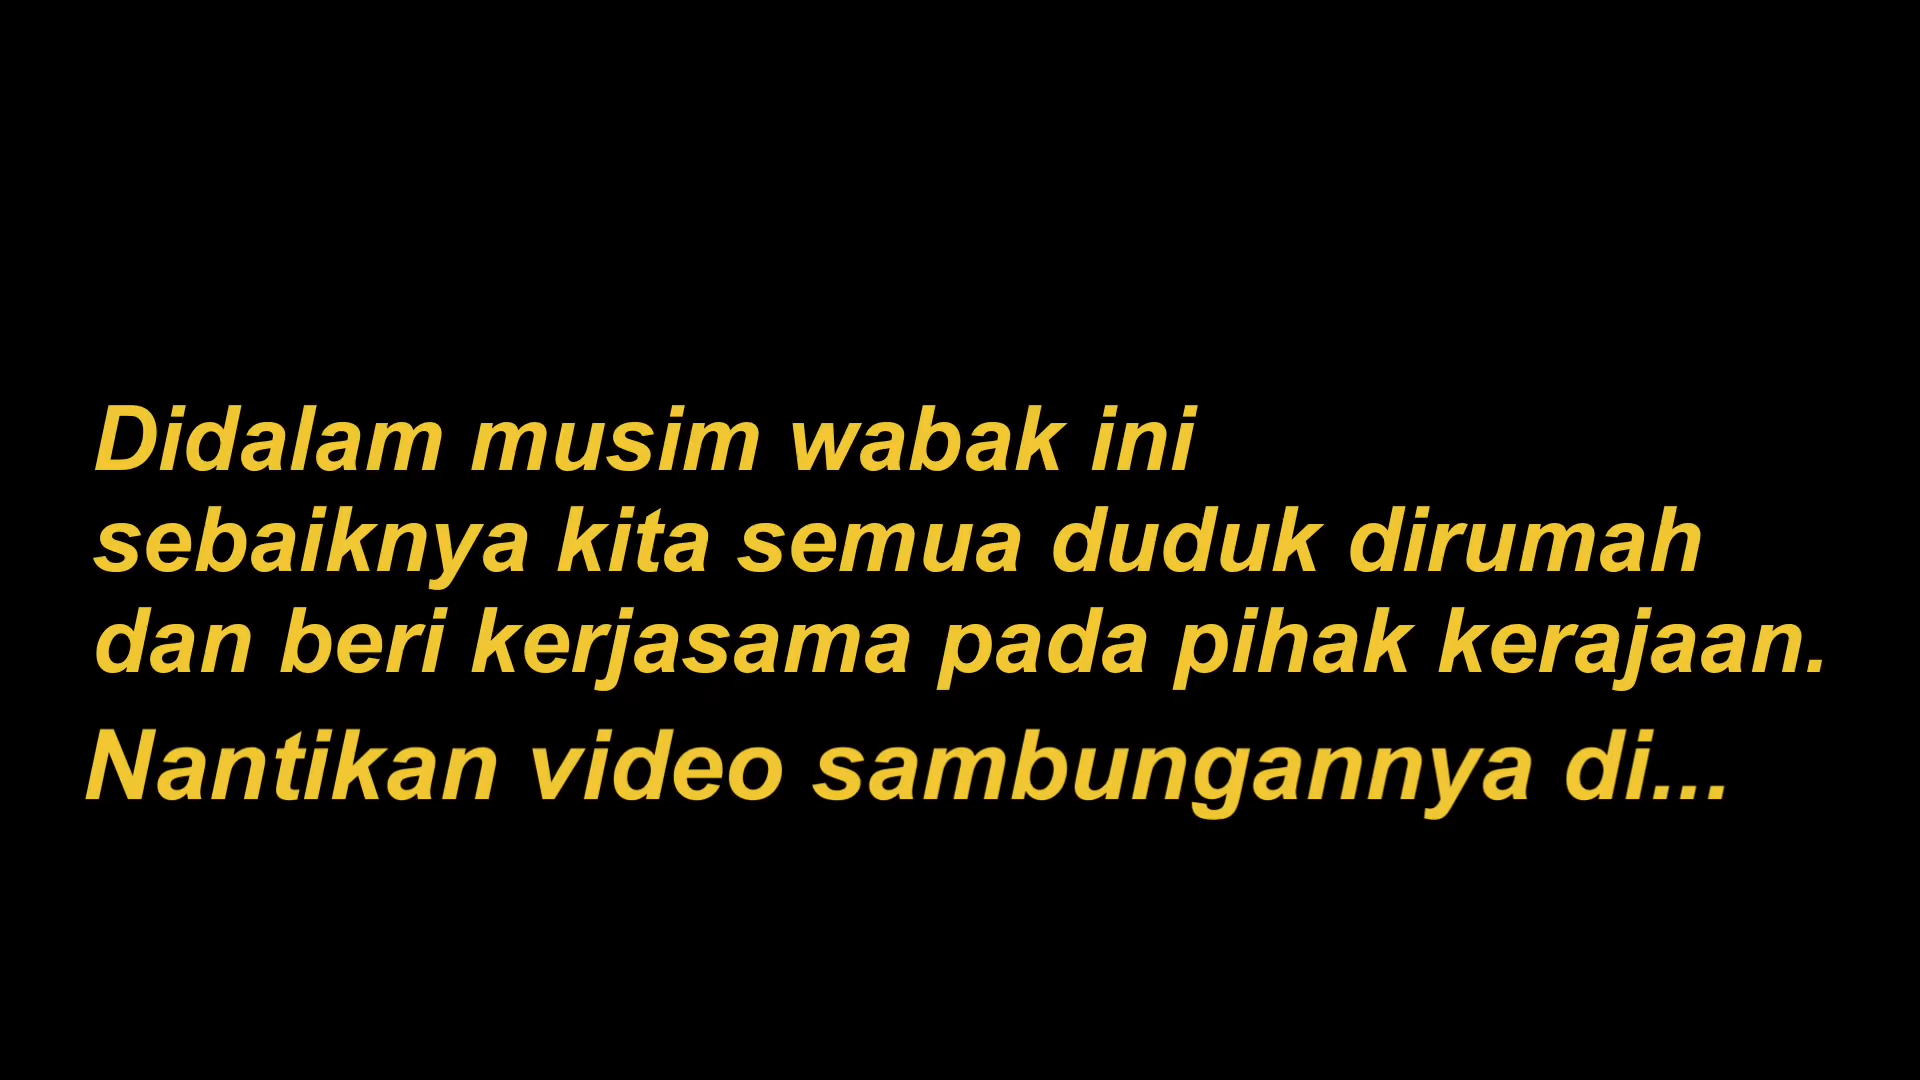 Didalam musim wabak ini
sebaiknya kita semua duduk dirumah
dan beri kerjasama pada pihak kerajaan.
Nantikan video sambungannya di...